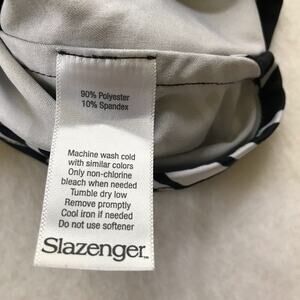 90% Polyester
10% Spandex
Machine wash cold
with similar colors
Only non-chlorine
bleach when needed
Tumble dry low
Remove promptly
Cool iron if needed
Do not use softener
Slazenger™